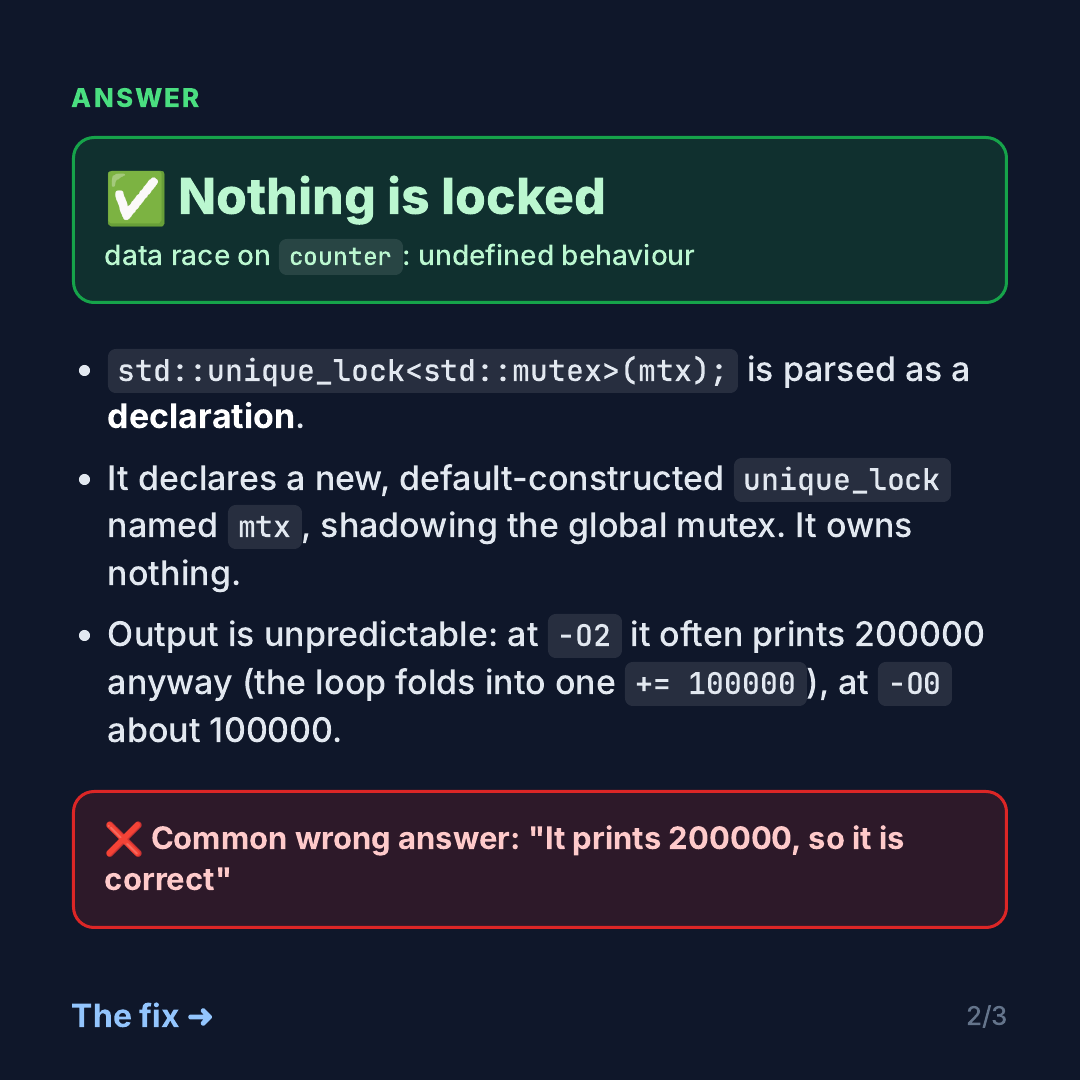 ANSWER
✅ Nothing is locked
data race on counter: undefined behaviour
• std::unique_lock<std::mutex>(mtx); is parsed as a
declaration.
• It declares a new, default-constructed unique_lock
named mtx, shadowing the global mutex. It owns
nothing.
• Output is unpredictable: at -O2 it often prints 200000
anyway (the loop folds into one += 100000), at -O0
about 100000.
❌ Common wrong answer: "It prints 200000, so it is
correct"
The fix ➜
2/3